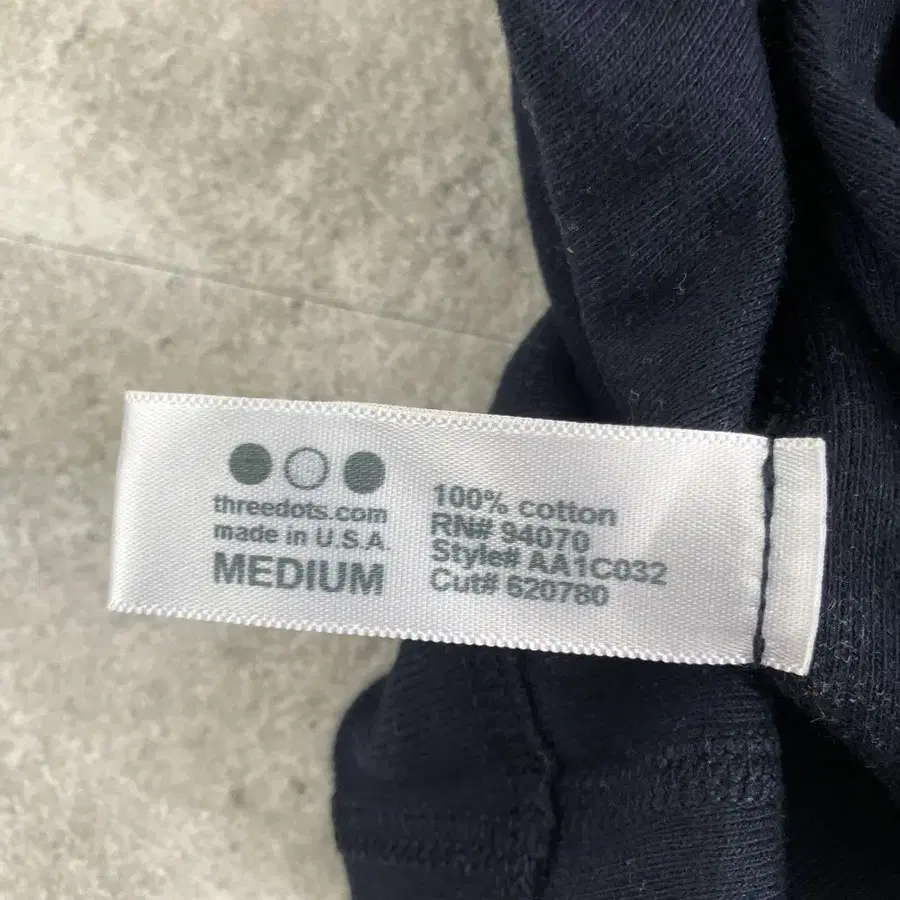 threedots.com
made in U.S.A.
MEDIUM
100% cotton
RN# 94070
Style# AA1C032
Cut# 620780